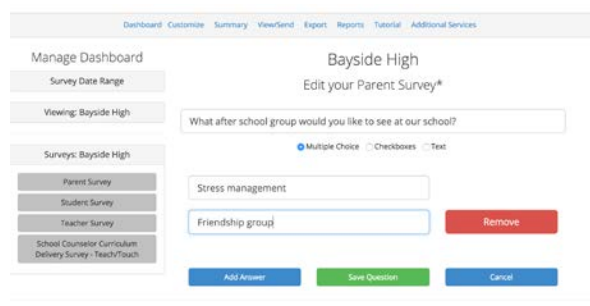 Dashboard Customize Summary View/Send Export Reports Tutorial Additional Services
Manage Dashboard
Survey Date Range
Viewing: Bayside High
Surveys: Bayside High
Parent Survey
Student Survey
Teacher Survey
School Counselor Curriculum
Delivery Survey - Teach/Touch
Bayside High
Edit your Parent Survey*
What after school group would you like to see at our school?
Multiple Choice Checkboxes Text
Stress management
Friendship group
Remove
Add Answer Save Question Cancel